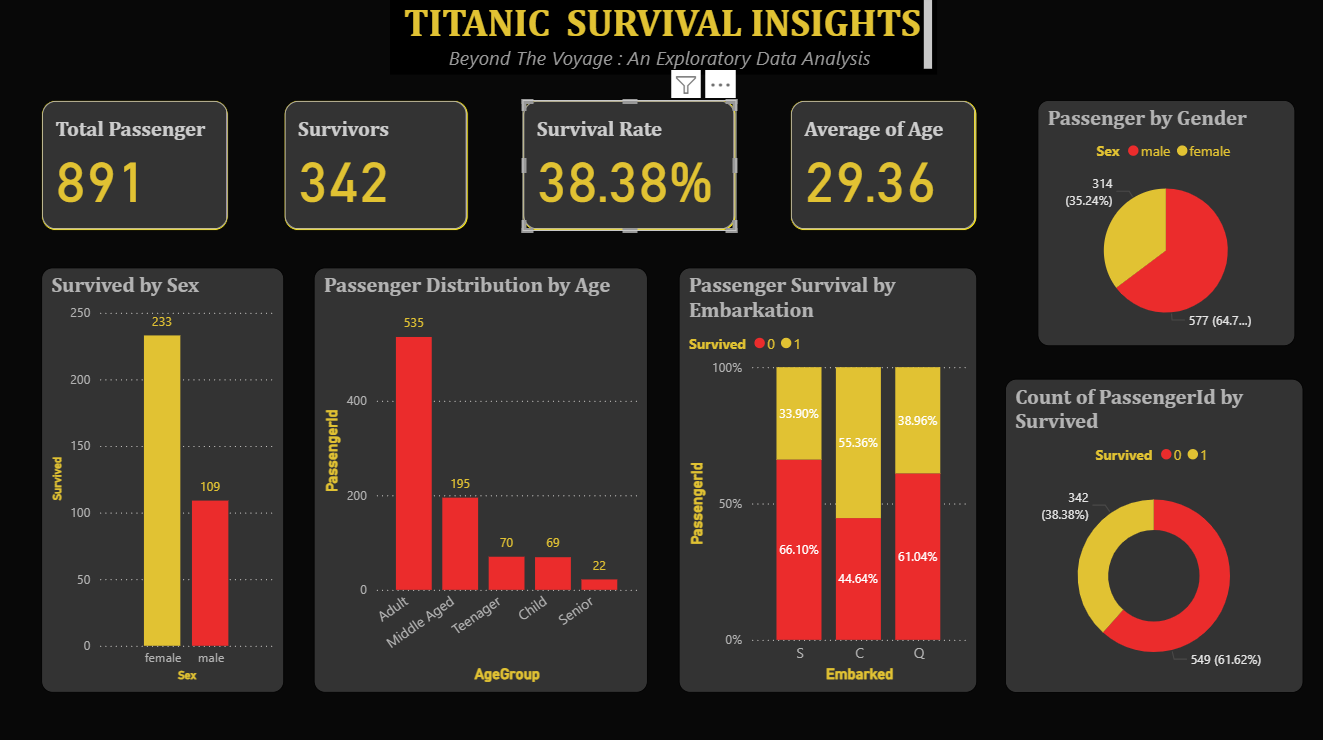 TITANIC SURVIVAL INSIGHTS
Beyond The Voyage : An Exploratory Data Analysis
Total Passenger
891
Survivors
342
Survival Rate
38.38%
Average of Age
29.36
Passenger by Gender
Sex male female
314
(35.24%)
577 (64.7...)
Survived by Sex
250
200
150
100
50
0
Survived
233
109
female male
Sex
Passenger Distribution by Age
400
200
0
PassengerId
535
195
70
69
22
Adult
Middle Aged
Teenager
Child
Senior
AgeGroup
Passenger Survival by
Embarkation
Survived 0 1
100%
50%
0%
PassengerId
33.90%
55.36%
38.96%
66.10%
44.64%
61.04%
S C Q
Embarked
Count of PassengerId by
Survived
Survived 0 1
342
(38.38%)
549 (61.62%)